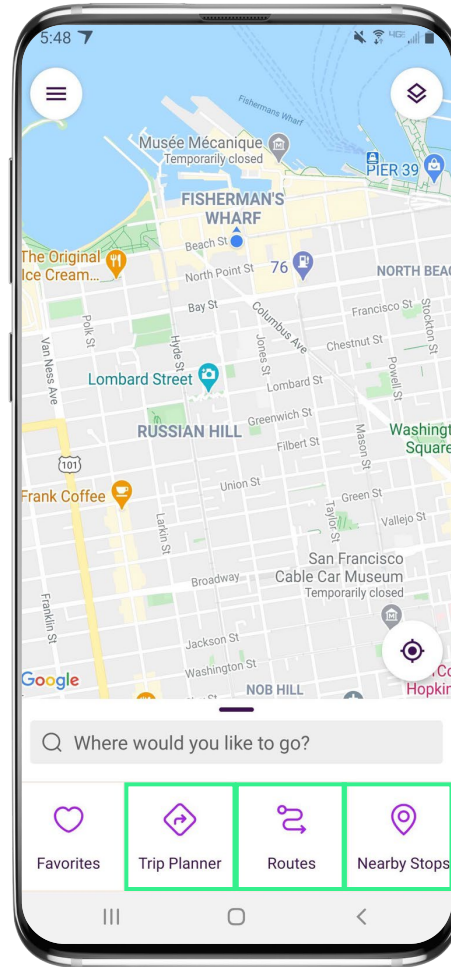 5:48
4GE
Fishermans Wharf
Musée Mécanique
Temporarily closed
PIER 39
FISHERMAN'S
WHARF
Beach St
The Original
Ice Cream...
North Point St
76
NORTH BEAC
Bay St
Columbus Ave
Francisco St
Stockton St
Polk St
Hyde St
Jones St
Chestnut St
Van Ness Ave
Powell St
Lombard Street
Lombard St
Greenwich St
RUSSIAN HILL
Washingt
Square
Filbert St
Mason St
101
Union St
Frank Coffee
Green St
Larkin St
Taylor St
Vallejo St
San Francisco
Cable Car Museum
Temporarily closed
Broadway
Franklin St
Jackson St
Washington St
Google
NOB HILL
Co
Hopkin
Where would you like to go?
Favorites
Trip Planner
Routes
Nearby Stops